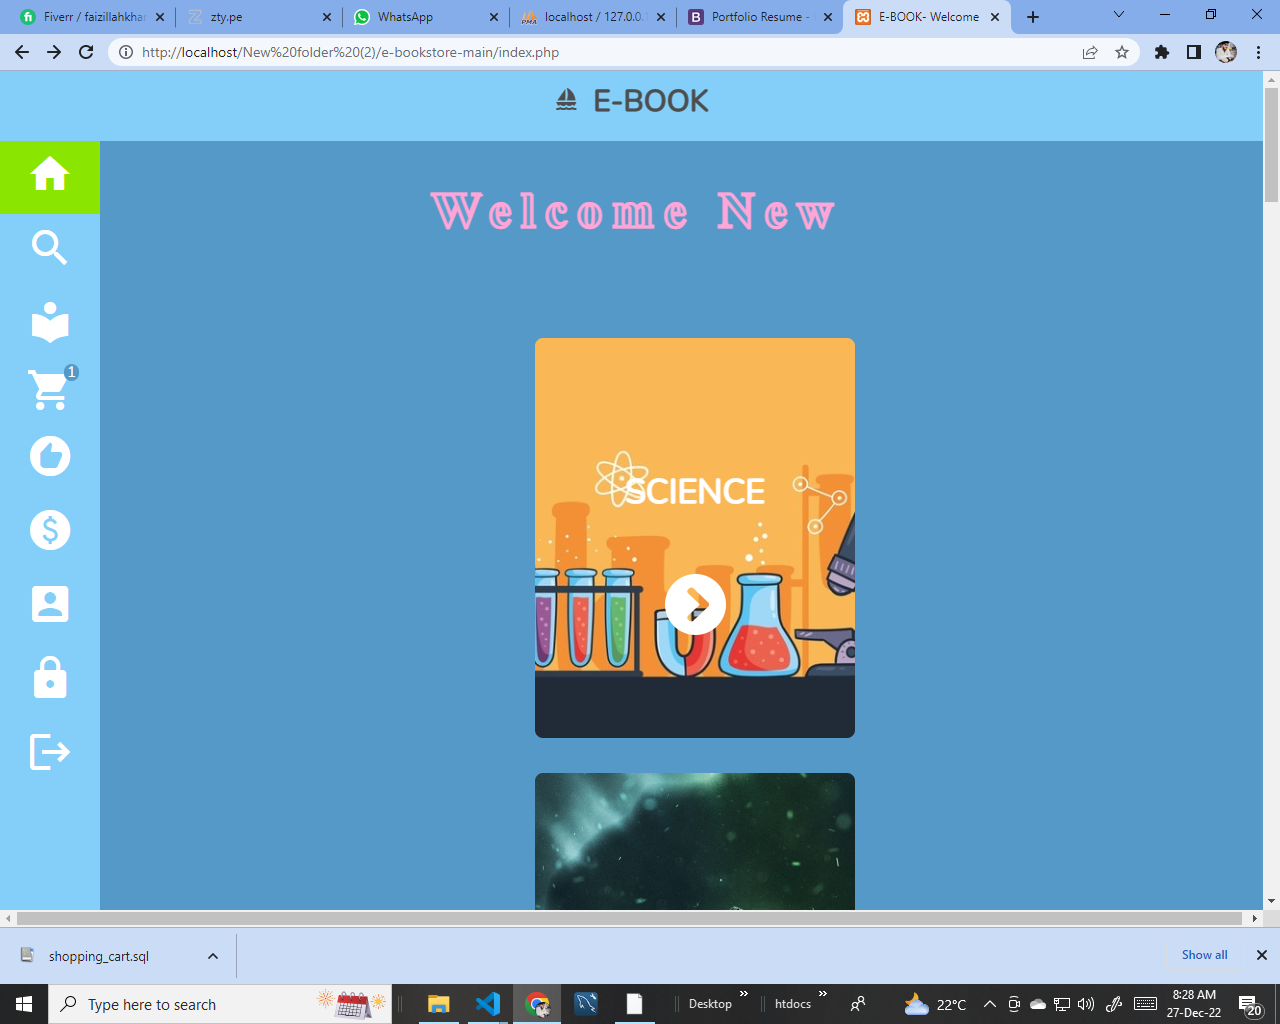 Fiverr / faizillahkhan
zty.pe
WhatsApp
localhost / 127.0.0.1
Portfolio Resume -
E-BOOK- Welcome
http://localhost/New%20folder%20(2)/e-bookstore-main/index.php
E-BOOK
Welcome New
1
SCIENCE
shopping_cart.sql
Show all
Type here to search
Desktop
htdocs
22°C
8:28 AM
27-Dec-22
20